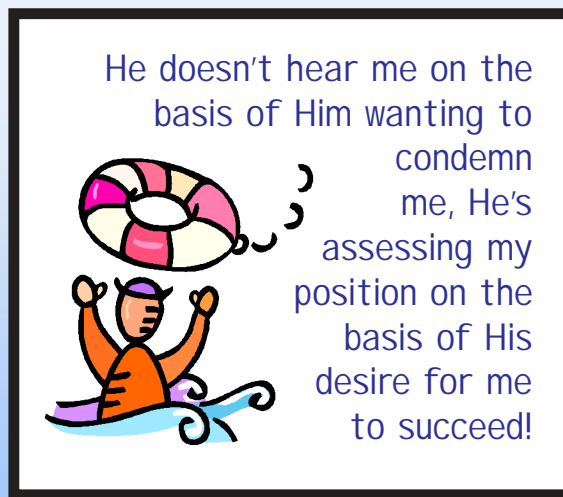 He doesn't hear me on the
basis of Him wanting to
condemn
me, He's
assessing my
position on the
basis of His
desire for me
to succeed!